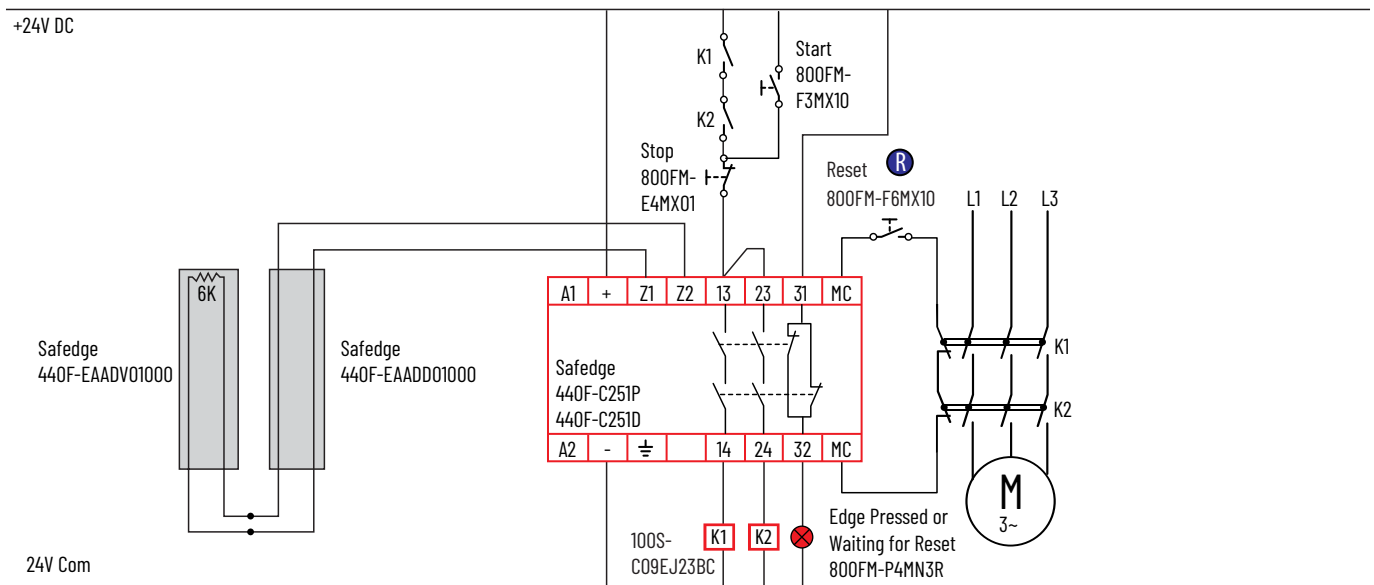 +24V DC
K1
Start
800FM-
F3MX10
K2
Stop
800FM-
E4MX01
Reset
R
800FM-F6MX10
L1 L2 L3
6K
A1 + Z1 Z2 13 23 31 MC
Safedge
440F-EAADV01000
Safedge
440F-EAADD01000
Safedge
440F-C251P
440F-C251D
K1
K2
A2 - 14 24 32 MC
M
3~
100S-
C09EJ23BC
K1
K2
Edge Pressed or
Waiting for Reset
800FM-P4MN3R
24V Com